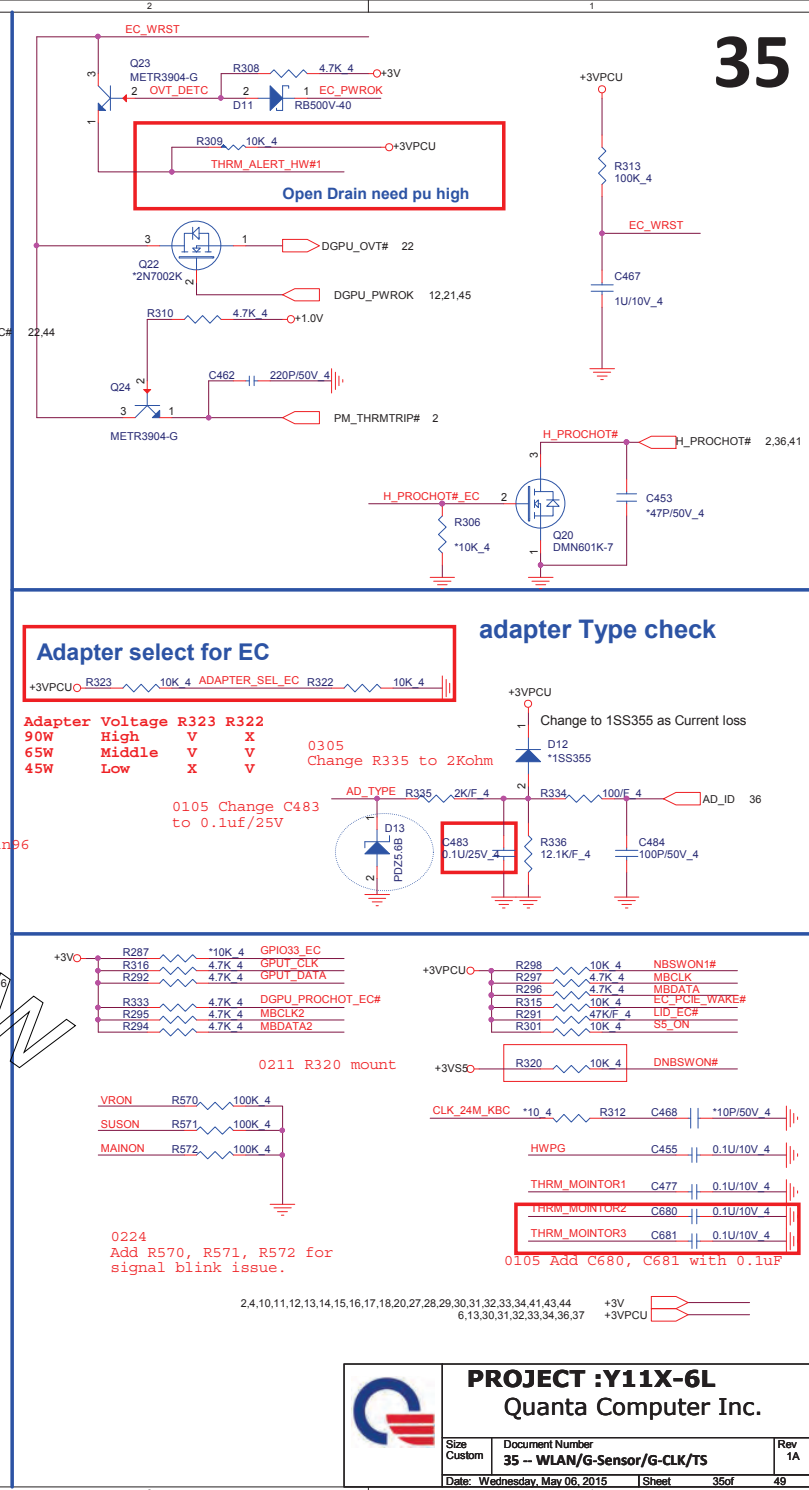 2 1
35
EC_WRST
Q23
METR3904-G
3
2
1
OVT_DETC
R308 4.7K_4 +3V
2 1 EC_PWROK
D11 RB500V-40
R309 10K_4 +3VPCU
THRM_ALERT_HW#1
Open Drain need pu high
+3VPCU
R313
100K_4
EC_WRST
C467
1U/10V_4
3 1 DGPU_OVT# 22
Q22
*2N7002K
2
DGPU_PWROK 12,21,45
R310 4.7K_4 +1.0V
C# 22,44
Q24
2
C462 220P/50V_4
3 1 PM_THRMTRIP# 2
METR3904-G
H_PROCHOT#
H_PROCHOT# 2,36,41
3
H_PROCHOT#_EC 2
R306
*10K_4
C453
*47P/50V_4
Q20
DMN601K-7
1
Adapter select for EC
adapter Type check
+3VPCU R323 10K_4 ADAPTER_SEL_EC R322 10K_4
Adapter Voltage R323 R322
90W High V X
65W Middle V V
45W Low X V
+3VPCU
1
Change to 1SS355 as Current loss
D12
*1SS355
2
0305
Change R335 to 2Kohm
AD_TYPE R335 2K/F_4 R334 100/F_4 AD_ID 36
0105 Change C483
to 0.1uf/25V
1
D13
PDZ5.6B
2
C483
0.1U/25V_4
R336
12.1K/F_4
C484
100P/50V_4
n96
6
W
+3V
R287 *10K_4 GPIO33_EC
R316 4.7K_4 GPUT_CLK
R292 4.7K_4 GPUT_DATA
R333 4.7K_4 DGPU_PROCHOT_EC#
R295 4.7K_4 MBCLK2
R294 4.7K_4 MBDATA2
+3VPCU
R298 10K_4 NBSWON1#
R297 4.7K_4 MBCLK
R296 4.7K_4 MBDATA
R315 10K_4 EC_PCIE_WAKE#
R291 47K/F_4 LID_EC#
R301 10K_4 S5_ON
0211 R320 mount
+3VS5 R320 10K_4 DNBSWON#
VRON R570 100K_4
SUSON R571 100K_4
MAINON R572 100K_4
CLK_24M_KBC *10_4 R312 C468 *10P/50V_4
HWPG C455 0.1U/10V_4
THRM_MOINTOR1 C477 0.1U/10V_4
THRM_MOINTOR2 C680 0.1U/10V_4
THRM_MOINTOR3 C681 0.1U/10V_4
0105 Add C680, C681 with 0.1uF
0224
Add R570, R571, R572 for
signal blink issue.
2,4,10,11,12,13,14,15,16,17,18,20,27,28,29,30,31,32,33,34,41,43,44 +3V
6,13,30,31,32,33,34,36,37 +3VPCU
PROJECT :Y11X-6L
Quanta Computer Inc.
Size Document Number Rev
Custom 35 -- WLAN/G-Sensor/G-CLK/TS 1A
Date: Wednesday, May 06, 2015 Sheet 35of 49